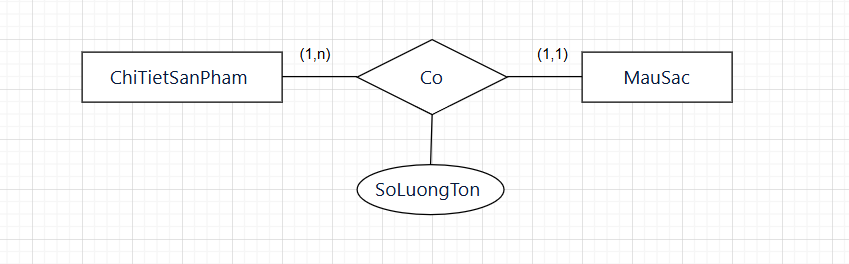 (1,n)
(1,1)
ChiTietSanPham
Co
MauSac
SoLuongTon